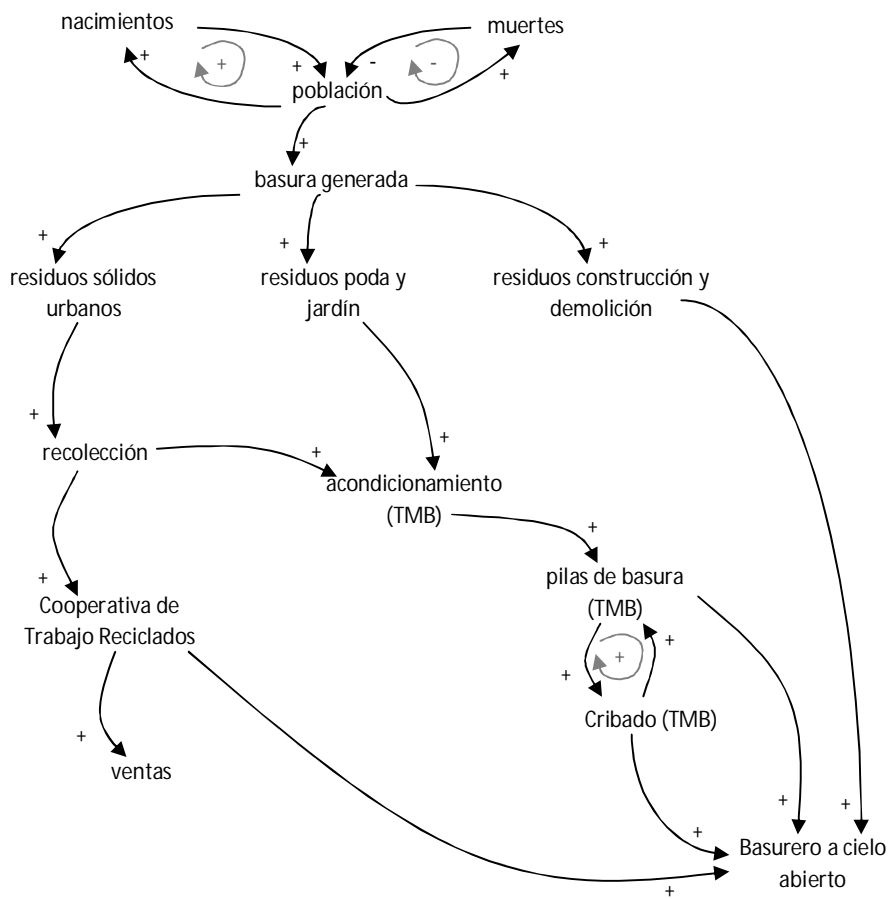 nacimientos
muertes
+
+
+
-
-
+
población
+
basura generada
+
+
+
residuos sólidos
urbanos
residuos poda y
jardín
residuos construcción y
demolición
+
+
recolección
+
acondicionamiento
(TMB)
+
+
pilas de basura
(TMB)
Cooperativa de
Trabajo Reciclados
+
+
+
Cribado (TMB)
+
ventas
+
+
+
Basurero a cielo
abierto
+